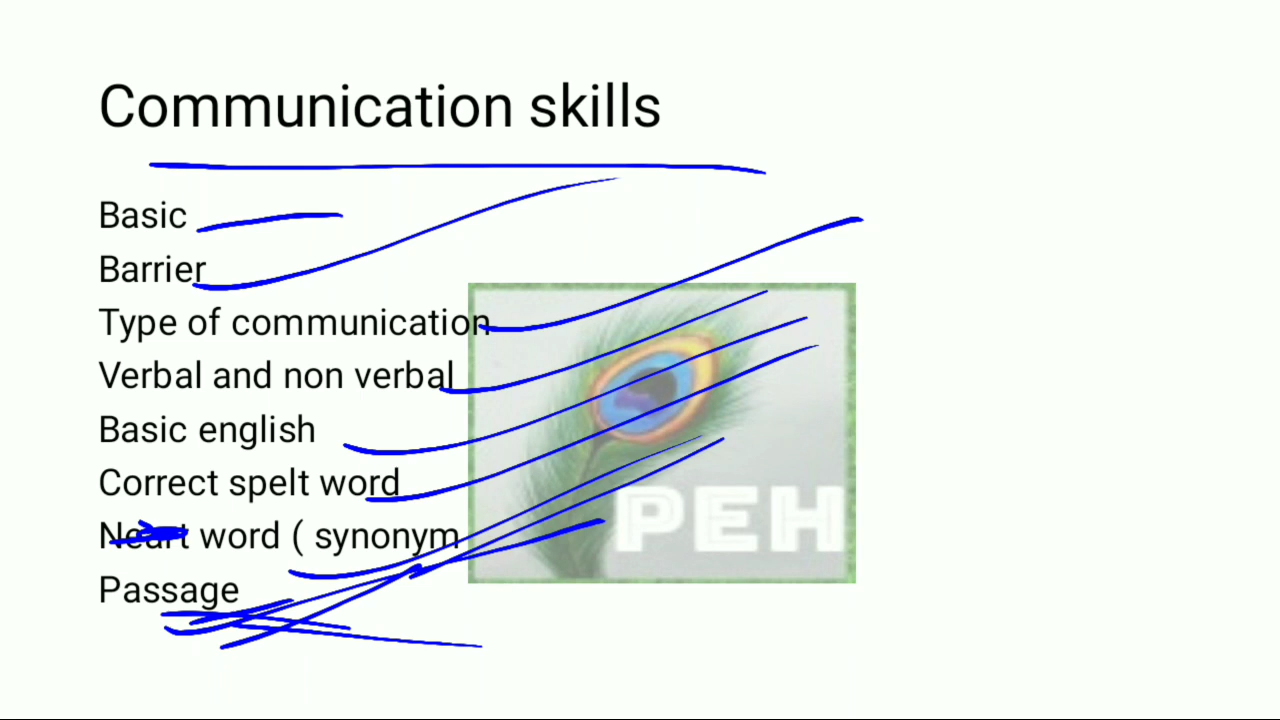 Communication skills
Basic
Barrier
Type of communication
Verbal and non verbal
Basic english
Correct spelt word
word ( synonym
Passage
PEH